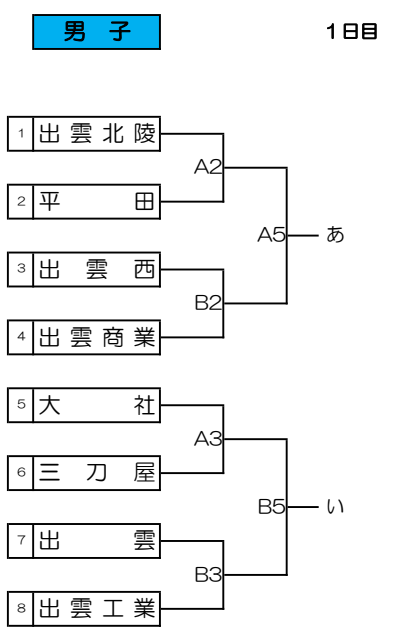 男子 1日目
1 出雲北陵
A2
2 平田
A5 あ
3 出雲西
B2
4 出雲商業
5 大社
A3
6 三刀屋
B5 い
7 出雲
B3
8 出雲工業